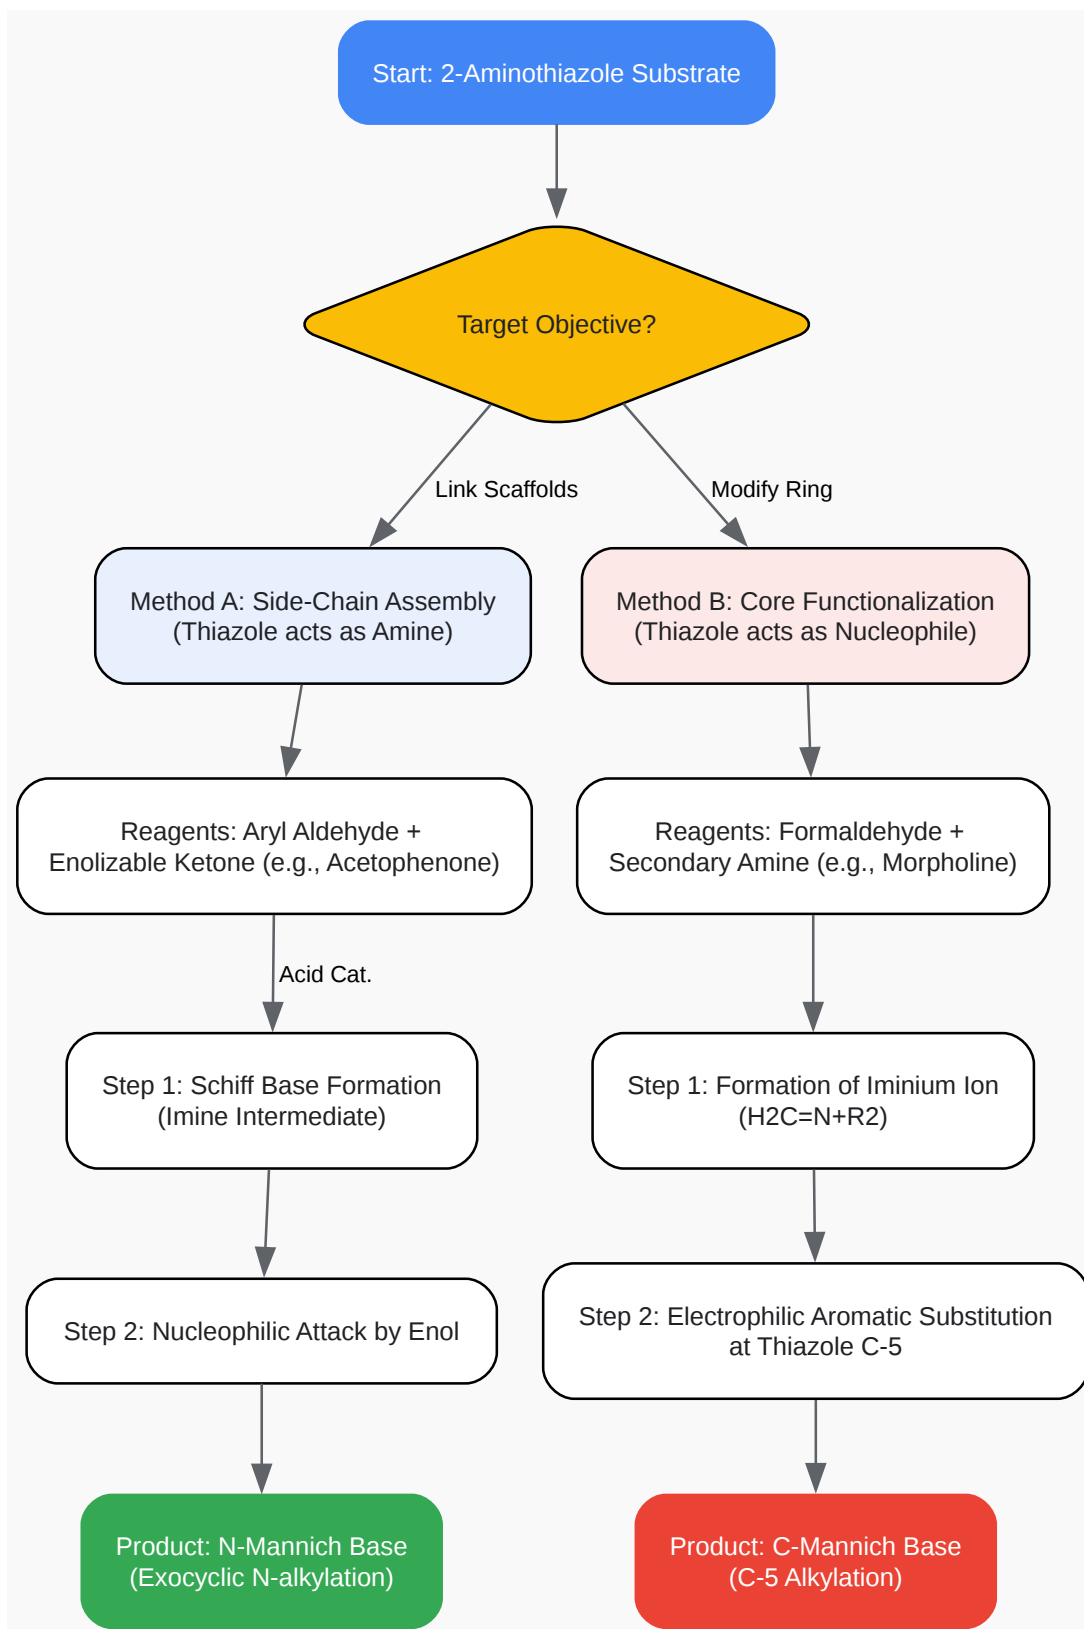 Start: 2-Aminothiazole Substrate
Target Objective?
Link Scaffolds
Modify Ring
Method A: Side-Chain Assembly
(Thiazole acts as Amine)
Method B: Core Functionalization
(Thiazole acts as Nucleophile)
Reagents: Aryl Aldehyde +
Enolizable Ketone (e.g., Acetophenone)
Reagents: Formaldehyde +
Secondary Amine (e.g., Morpholine)
Acid Cat.
Step 1: Schiff Base Formation
(Imine Intermediate)
Step 1: Formation of Iminium Ion
(H2C=N+R2)
Step 2: Nucleophilic Attack by Enol
Step 2: Electrophilic Aromatic Substitution
at Thiazole C-5
Product: N-Mannich Base
(Exocyclic N-alkylation)
Product: C-Mannich Base
(C-5 Alkylation)